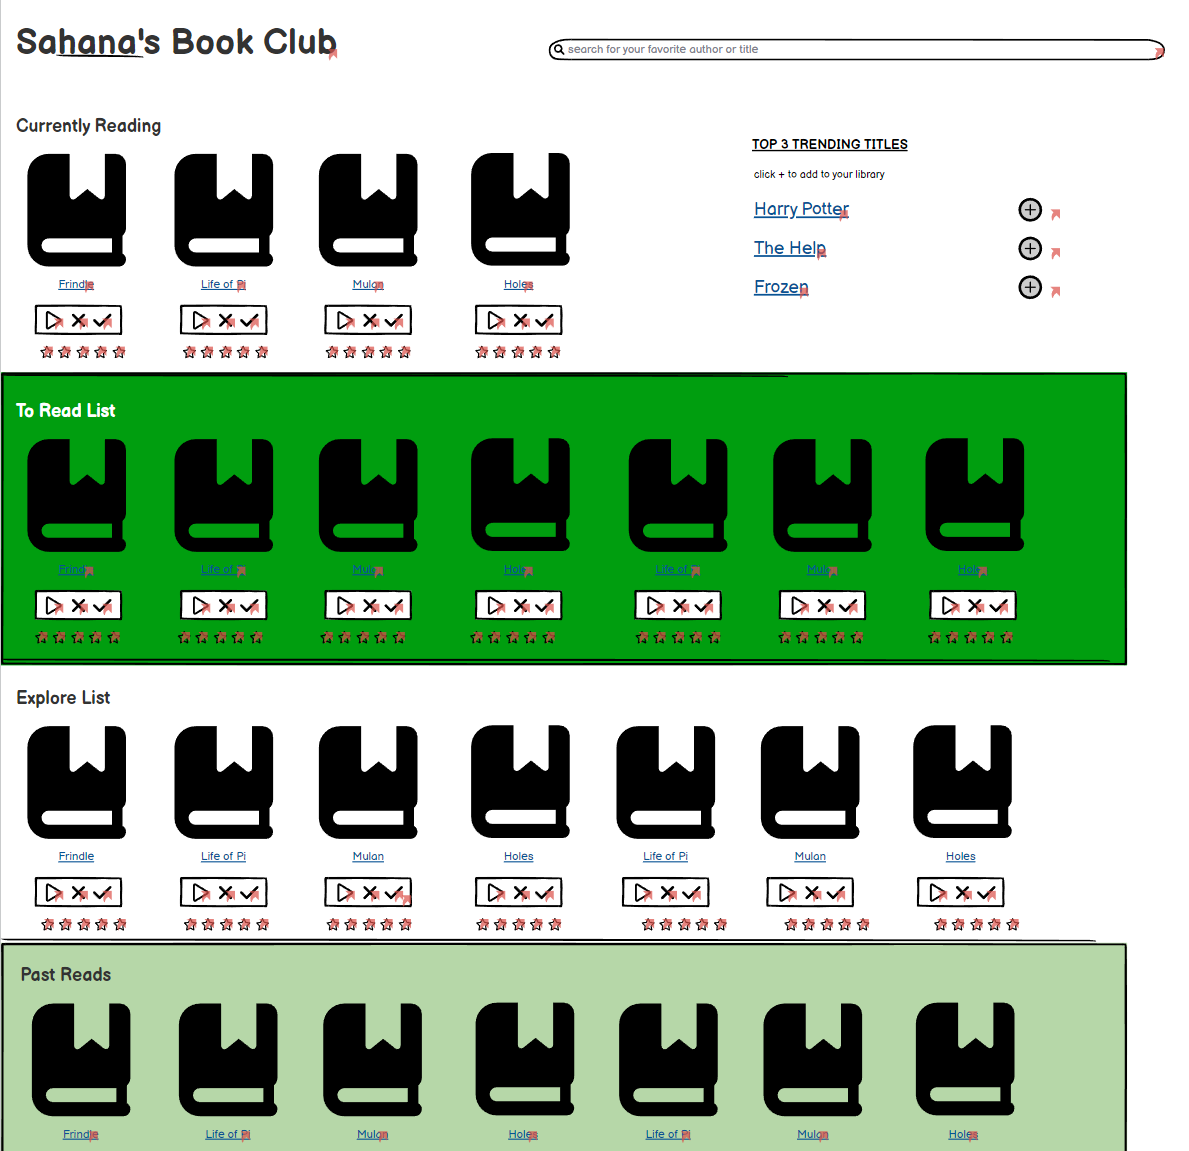 Sahana's Book Club
search for your favorite author or title
Currently Reading
TOP 3 TRENDING TITLES
click + to add to your library
Harry Potter
The Help
Frozen
Frindle Life of Pi Mulan Holes
To Read List
Frindle Life of Pi Mulan Holes Life of Pi Mulan Holes
Explore List
Frindle Life of Pi Mulan Holes Life of Pi Mulan Holes
Past Reads
Frindle Life of Pi Mulan Holes Life of Pi Mulan Holes